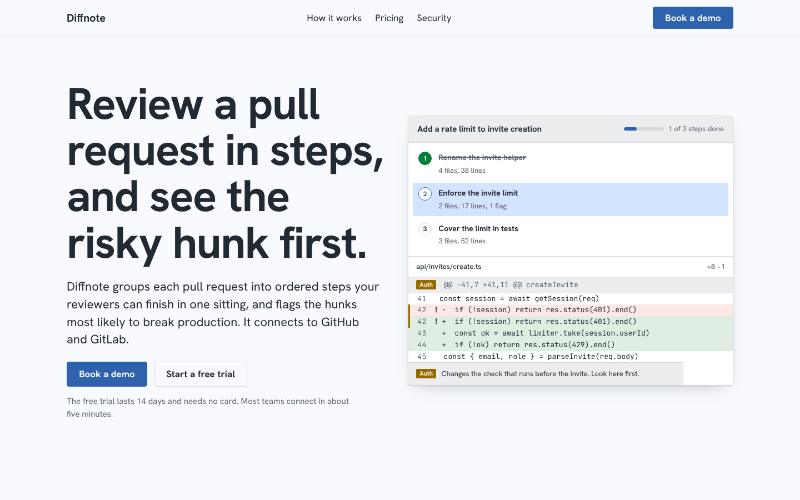 Diffnote
How it works Pricing Security
Book a demo
Review a pull
request in steps,
and see the
risky hunk first.
Diffnote groups each pull request into ordered steps your
reviewers can finish in one sitting, and flags the hunks
most likely to break production. It connects to GitHub
and GitLab.
Book a demo
Start a free trial
The free trial lasts 14 days and needs no card. Most teams connect in about
five minutes.
Add a rate limit to invite creation
1 of 3 steps done
1 Rename the invite helper
4 files, 38 lines
2 Enforce the invite limit
2 files, 17 lines, 1 flag
3 Cover the limit in tests
3 files, 52 lines
api/invites/create.ts +8 -1
Auth @@ -41,7 +41,11 @@ createInvite
41 const session = await getSession(req)
42 ! - if (!session) return res.status(401).end()
42 ! + if (!session) return res.status(401).end()
43 + const ok = await limiter.take(session.userId)
44 + if (!ok) return res.status(429).end()
45 const { email, role } = parseInvite(req.body)
Auth Changes the check that runs before the invite. Look here first.